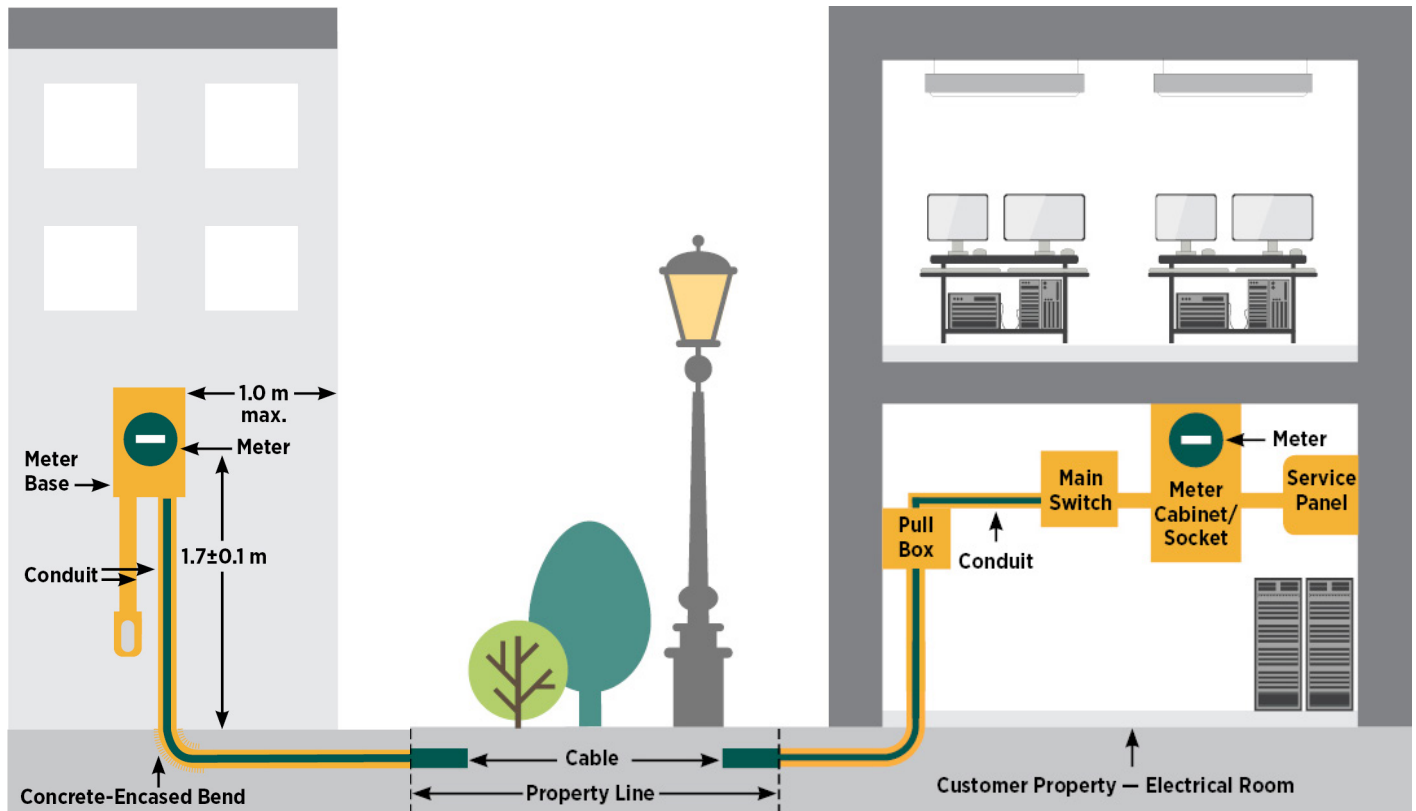 1.0 m
max.
Meter
Meter
Base
1.7±0.1 m
Conduit
Concrete-Encased Bend
Cable
Property Line
Pull
Box
Conduit
Main
Switch
Meter
Meter
Cabinet/
Socket
Service
Panel
Customer Property — Electrical Room